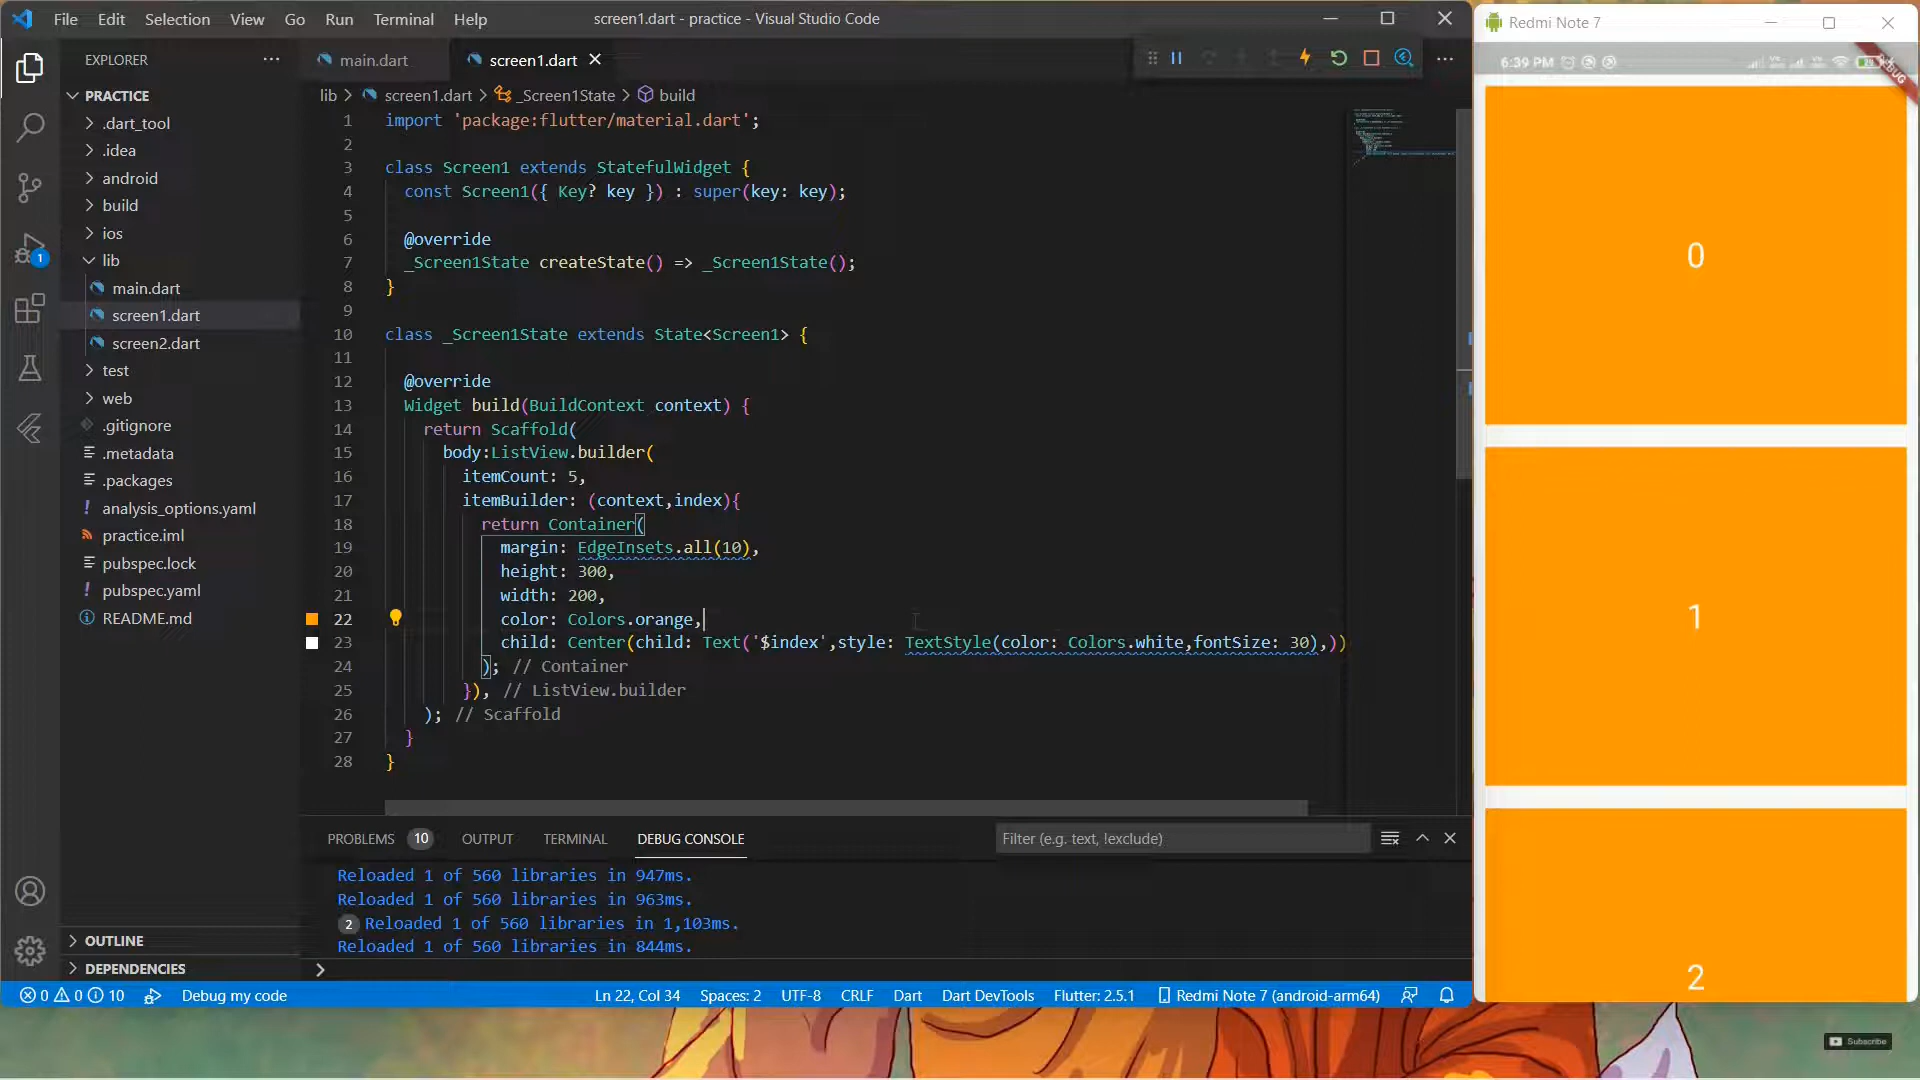 File Edit Selection View Go Run Terminal Help
screen1.dart - practice - Visual Studio Code
EXPLORER
PRACTICE
.dart_tool
.idea
android
build
ios
lib
main.dart
screen1.dart
screen2.dart
test
web
.gitignore
.metadata
.packages
analysis_options.yaml
practice.iml
pubspec.lock
pubspec.yaml
README.md
OUTLINE
DEPENDENCIES
1
main.dart
screen1.dart
lib > screen1.dart > _Screen1State > build
1 import 'package:flutter/material.dart';
2
3 class Screen1 extends StatefulWidget {
4 const Screen1({ Key? key }) : super(key: key);
5
6 @override
7 _Screen1State createState() => _Screen1State();
8 }
9
10 class _Screen1State extends State<Screen1> {
11
12 @override
13 Widget build(BuildContext context) {
14 return Scaffold(
15 body:ListView.builder(
16 itemCount: 5,
17 itemBuilder: (context,index){
18 return Container(
19 margin: EdgeInsets.all(10),
20 height: 300,
21 width: 200,
22 color: Colors.orange,
23 child: Center(child: Text('$index',style: TextStyle(color: Colors.white,fontSize: 30),))
24 ); // Container
25 }), // ListView.builder
26 ); // Scaffold
27 }
28 }
PROBLEMS 10 OUTPUT TERMINAL DEBUG CONSOLE
Filter (e.g. text, !exclude)
Reloaded 1 of 560 libraries in 947ms.
Reloaded 1 of 560 libraries in 963ms.
2 Reloaded 1 of 560 libraries in 1,103ms.
Reloaded 1 of 560 libraries in 844ms.
0 0 10 Debug my code
Ln 22, Col 34 Spaces: 2 UTF-8 CRLF Dart Dart DevTools Flutter: 2.5.1 Redmi Note 7 (android-arm64)
Redmi Note 7
6:39 PM
0
1
2
Subscribe